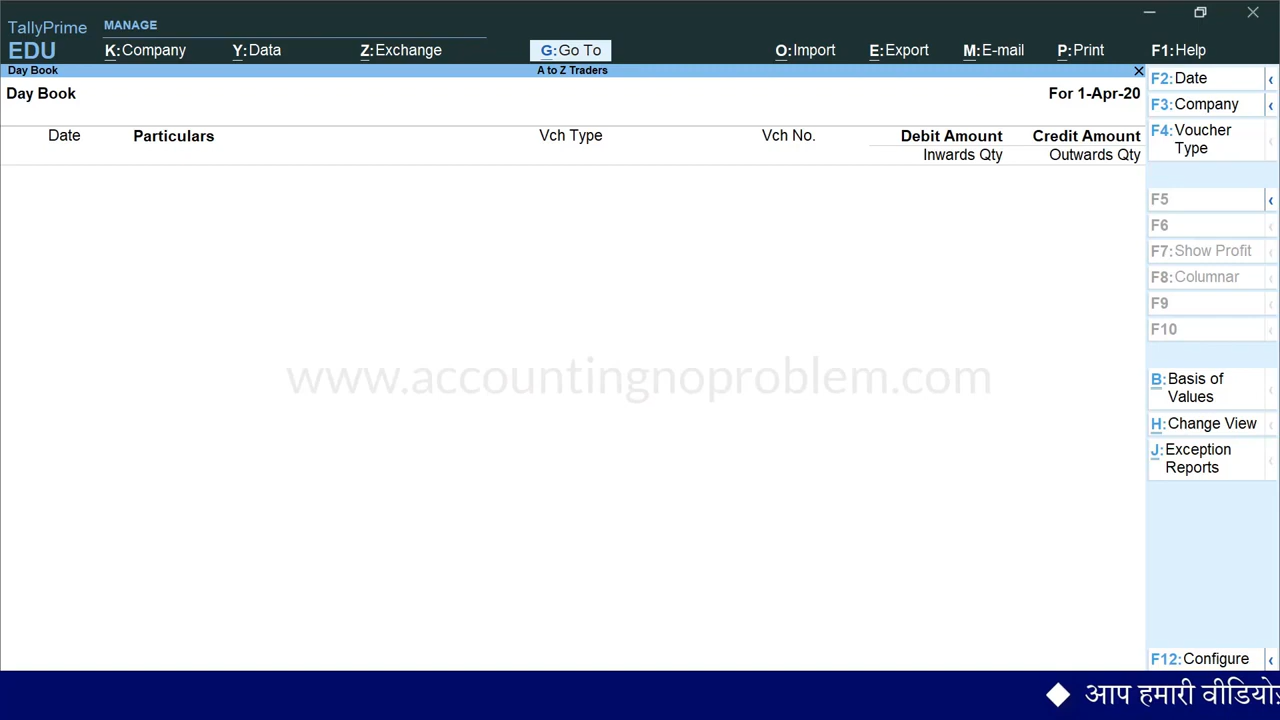 TallyPrime
EDU
MANAGE
K:Company Y:Data Z:Exchange G:Go To O:Import E:Export M:E-mail P:Print F1:Help
Day Book A to Z Traders
Day Book For 1-Apr-20
Date Particulars Vch Type Vch No. Debit Amount Credit Amount
Inwards Qty Outwards Qty
www.accountingnoproblem.com
F2:Date
F3:Company
F4:Voucher
Type
F5
F6
F7:Show Profit
F8:Columnar
F9
F10
B:Basis of
Values
H:Change View
J:Exception
Reports
F12:Configure
आप हमारी